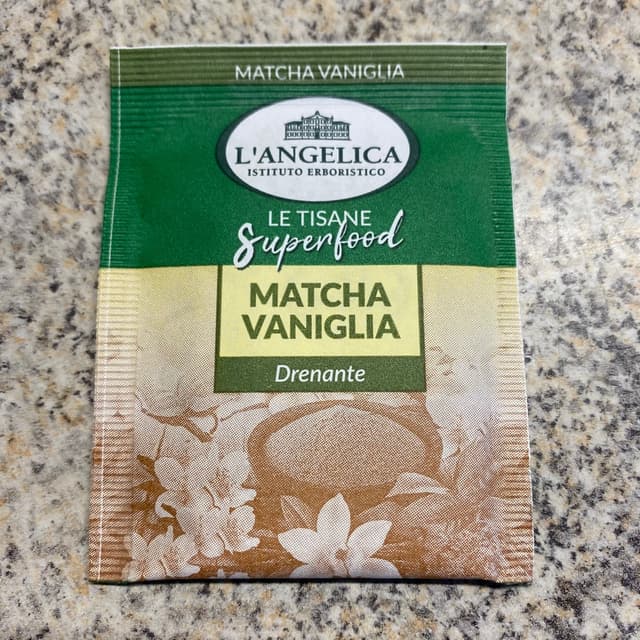 MATCHA VANIGLIA
L'ANGELICA
ISTITUTO ERBORISTICO
LE TISANE
Superfood
MATCHA
VANIGLIA
Drenante